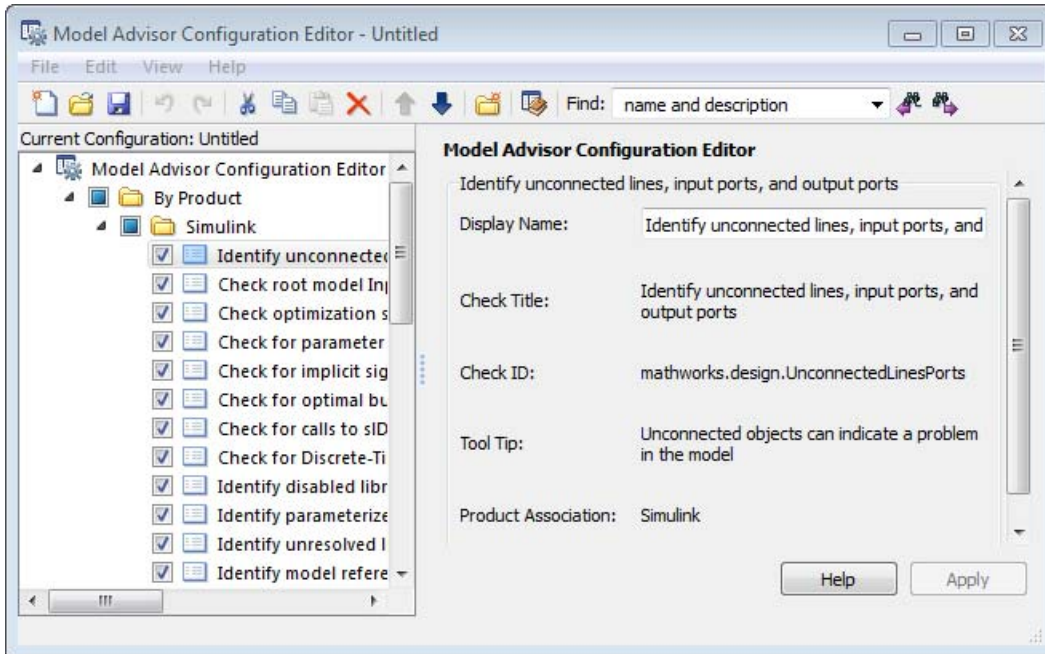 Model Advisor Configuration Editor - Untitled
File Edit View Help
Find: name and description
Current Configuration: Untitled
Model Advisor Configuration Editor
By Product
Simulink
Identify unconnected
Check root model Inp
Check optimization s
Check for parameter
Check for implicit sig
Check for optimal bu
Check for calls to slD
Check for Discrete-Ti
Identify disabled libr
Identify parameterize
Identify unresolved l
Identify model refere
Model Advisor Configuration Editor
Identify unconnected lines, input ports, and output ports
Display Name: Identify unconnected lines, input ports, and
Check Title: Identify unconnected lines, input ports, and
output ports
Check ID: mathworks.design.UnconnectedLinesPorts
Tool Tip: Unconnected objects can indicate a problem
in the model
Product Association: Simulink
Help Apply